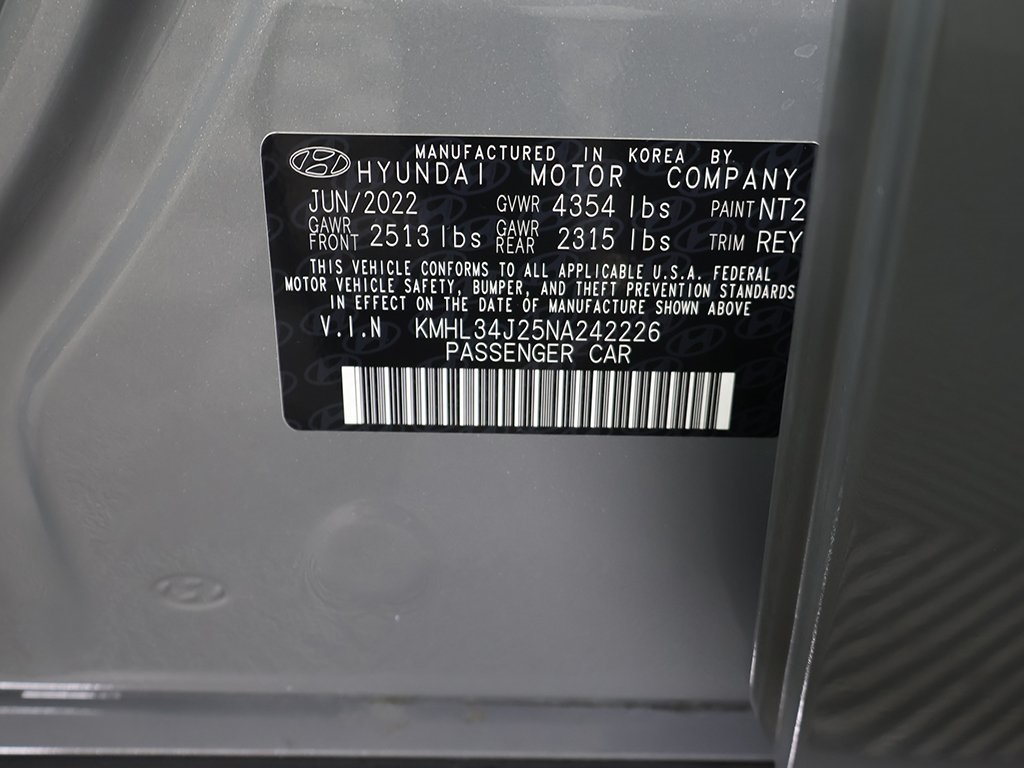 MANUFACTURED IN KOREA BY
HYUNDAI MOTOR COMPANY
JUN/2022 GVWR 4354 lbs PAINT NT2
GAWR FRONT 2513 lbs GAWR REAR 2315 lbs TRIM REY
THIS VEHICLE CONFORMS TO ALL APPLICABLE U.S.A. FEDERAL
MOTOR VEHICLE SAFETY, BUMPER, AND THEFT PREVENTION STANDARDS
IN EFFECT ON THE DATE OF MANUFACTURE SHOWN ABOVE
V.I.N KMHL34J25NA242226
PASSENGER CAR